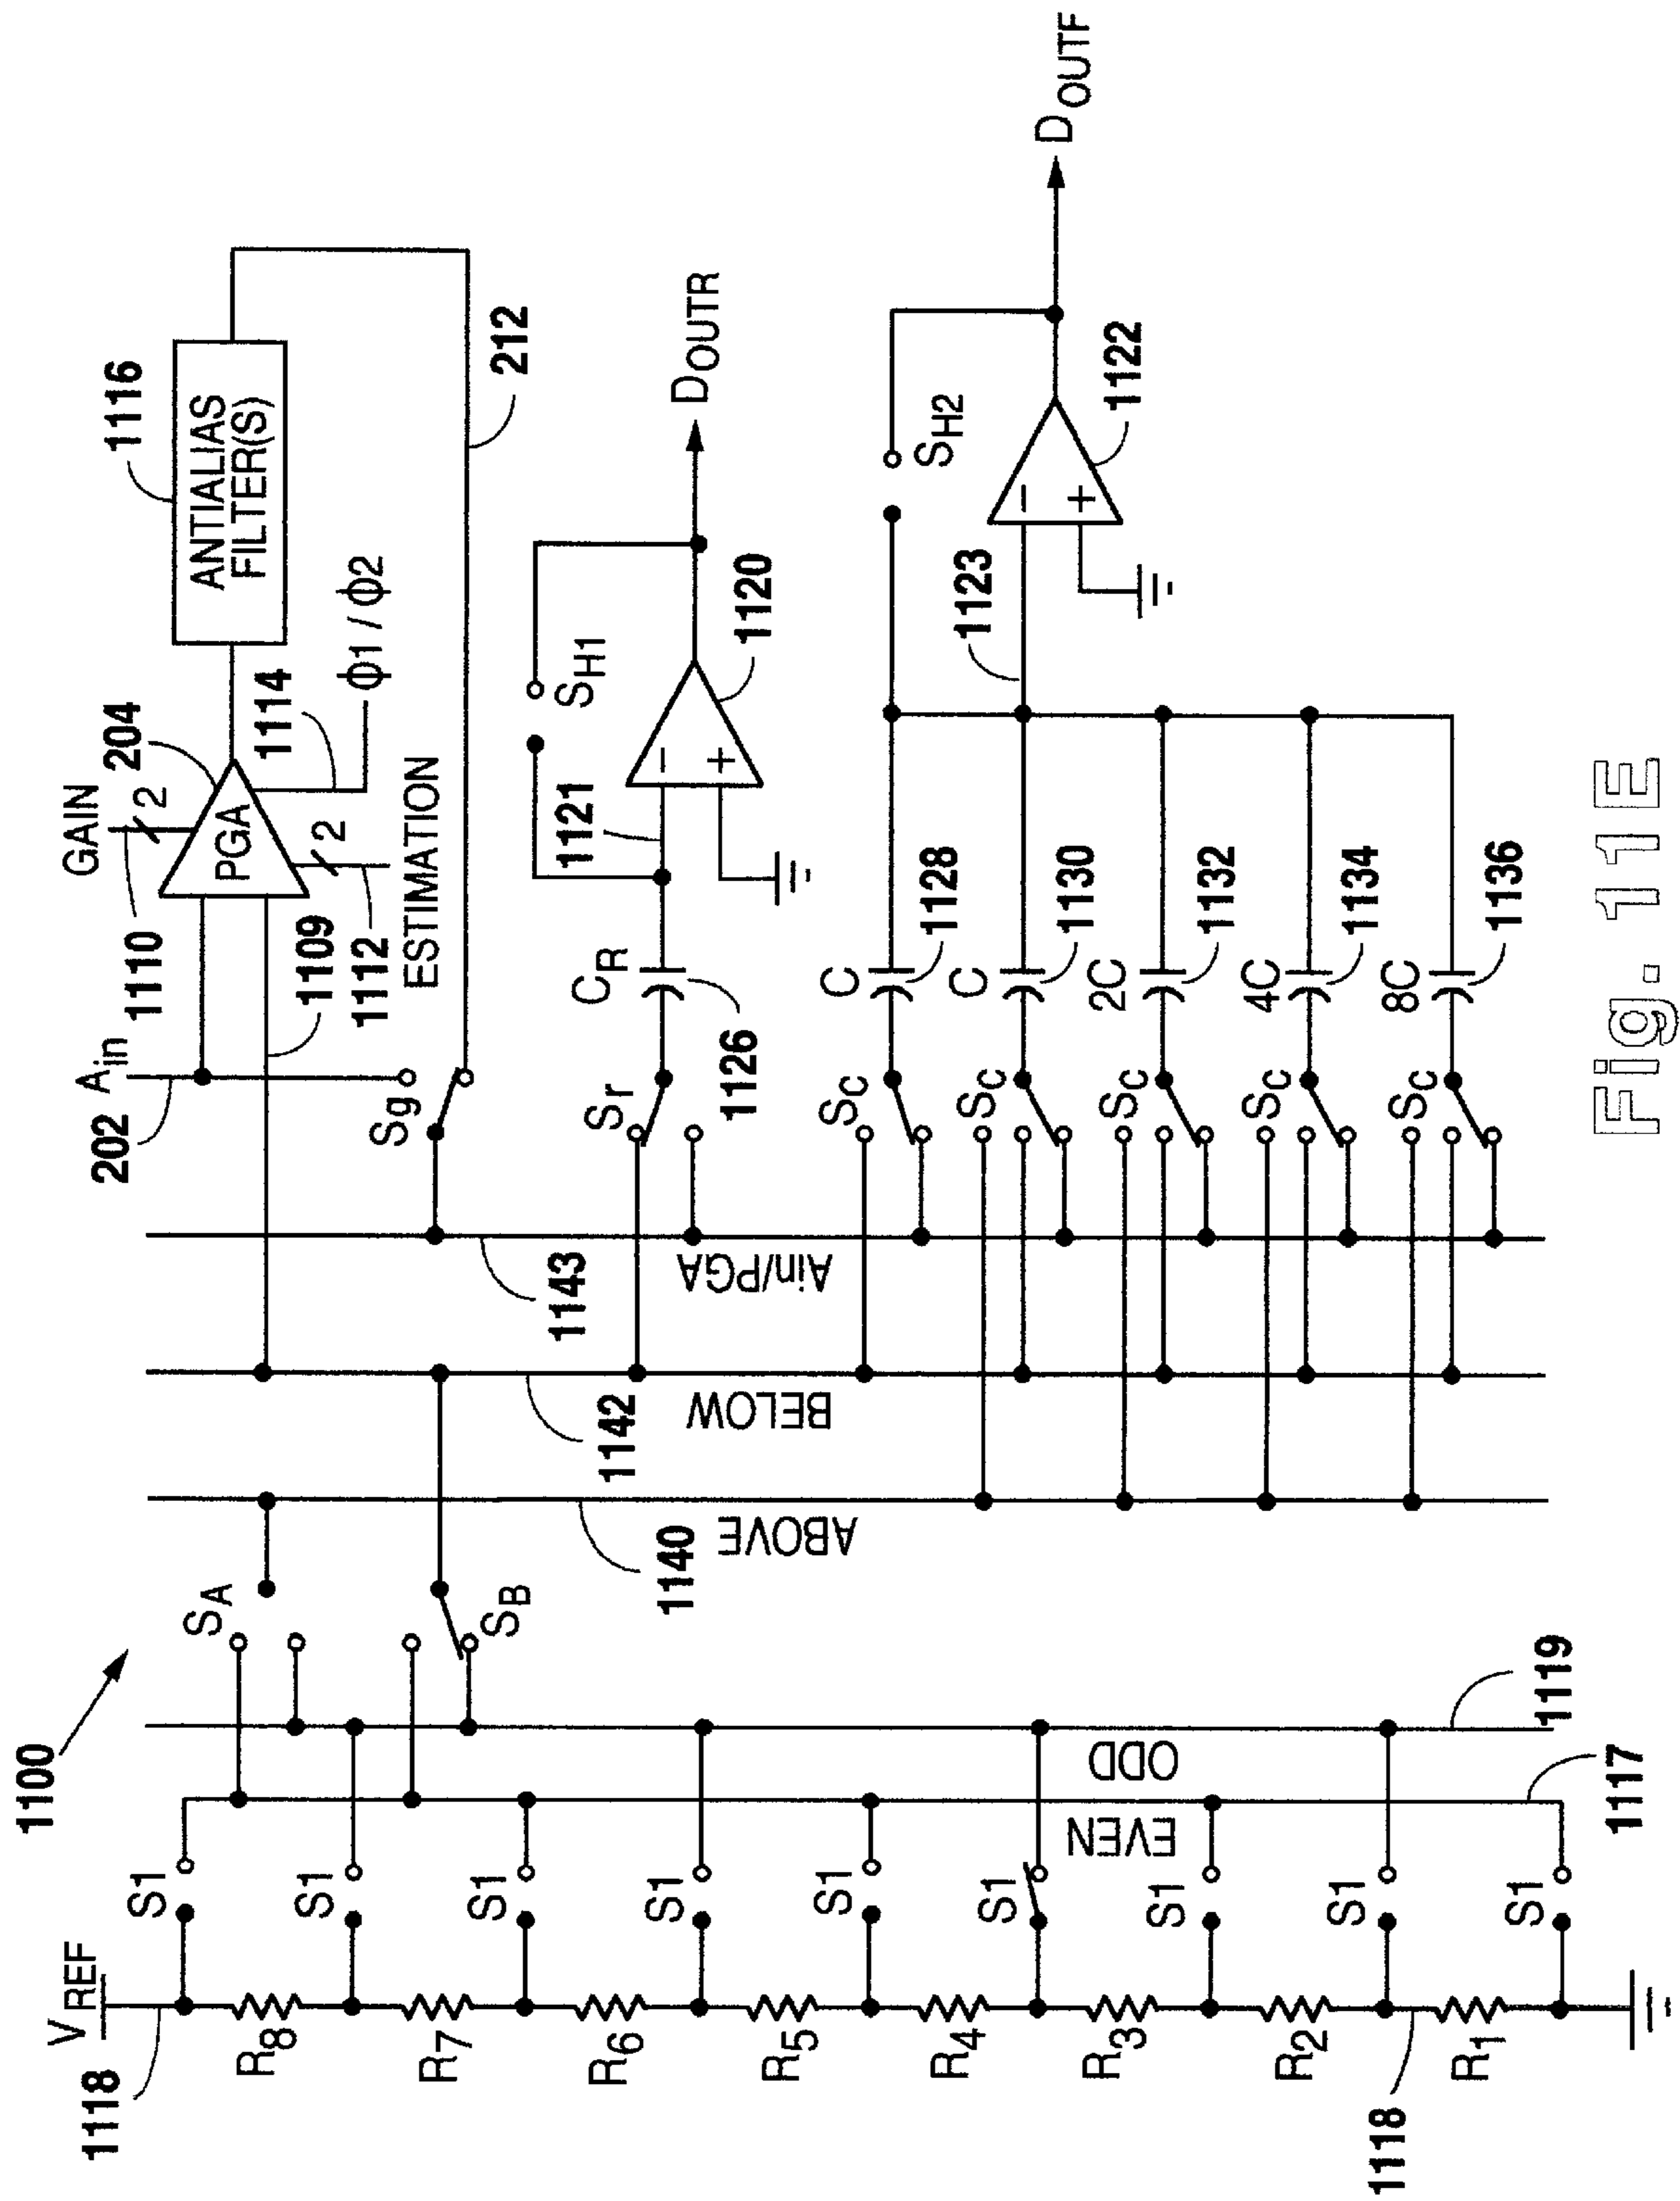 1100
V_REF
1118
R8
R7
R6
R5
R4
R3
R2
R1
1118
S1
S1
S1
S1
S1
S1
S1
S1
S1
EVEN
ODD
1117
1119
SA
SB
ABOVE
1140
BELOW
1142
Ain/PGA
1143
202
Ain
1109
1110
GAIN
2
204
PGA
1112
2
ESTIMATION
1114
ϕ1 / ϕ2
1116
ANTIALIAS
FILTER(S)
212
Sg
Sr
CR
1126
1121
SH1
1120
DOUTR
SC
SC
SC
SC
SC
C
1128
C
1130
2C
1132
4C
1134
8C
1136
1123
SH2
1122
DOUTF
− +
− +
Fig. 11E